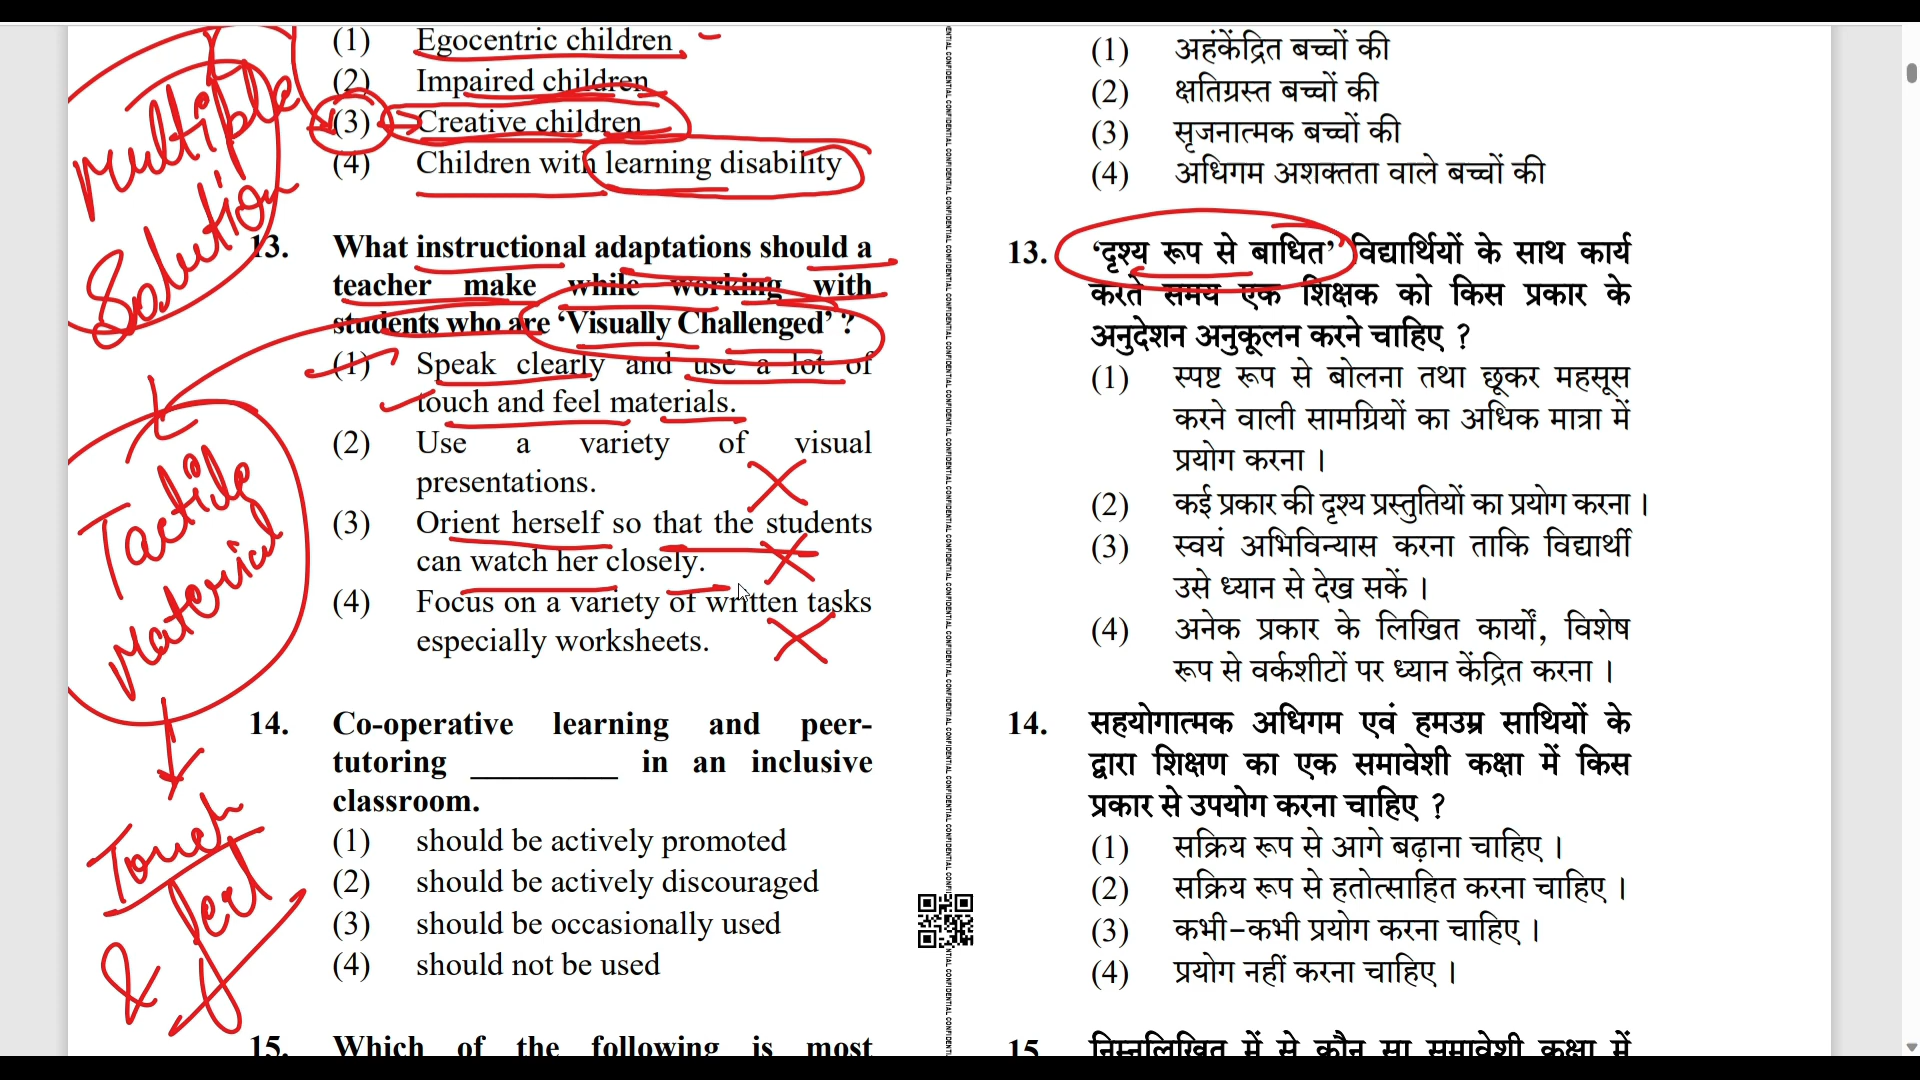 (1) Egocentric children
(2) Impaired children
(3) Creative children
(4) Children with learning disability
13. What instructional adaptations should a
teacher make while working with
students who are ‘Visually Challenged’ ?
(1) Speak clearly and use a lot of
touch and feel materials.
(2) Use a variety of visual
presentations.
(3) Orient herself so that the students
can watch her closely.
(4) Focus on a variety of written tasks
especially worksheets.
14. Co-operative learning and peer-
tutoring _________ in an inclusive
classroom.
(1) should be actively promoted
(2) should be actively discouraged
(3) should be occasionally used
(4) should not be used
15. Which of the following is most
Multiple
Solution
Tactile
Material
Touch
&
(1) अहंकेंद्रित बच्चों की
(2) क्षतिग्रस्त बच्चों की
(3) सृजनात्मक बच्चों की
(4) अधिगम अशक्तता वाले बच्चों की
13. ‘दृश्य रूप से बाधित’ विद्यार्थियों के साथ कार्य
करते समय एक शिक्षक को किस प्रकार के
अनुदेशन अनुकूलन करने चाहिए ?
(1) स्पष्ट रूप से बोलना तथा छूकर महसूस
करने वाली सामग्रियों का अधिक मात्रा में
प्रयोग करना ।
(2) कई प्रकार की दृश्य प्रस्तुतियों का प्रयोग करना ।
(3) स्वयं अभिविन्यास करना ताकि विद्यार्थी
उसे ध्यान से देख सकें ।
(4) अनेक प्रकार के लिखित कार्यों, विशेष
रूप से वर्कशीटों पर ध्यान केंद्रित करना ।
14. सहयोगात्मक अधिगम एवं हमउम्र साथियों के
द्वारा शिक्षण का एक समावेशी कक्षा में किस
प्रकार से उपयोग करना चाहिए ?
(1) सक्रिय रूप से आगे बढ़ाना चाहिए ।
(2) सक्रिय रूप से हतोत्साहित करना चाहिए ।
(3) कभी-कभी प्रयोग करना चाहिए ।
(4) प्रयोग नहीं करना चाहिए ।
15 निम्नलिखित में से कौन सा समावेशी कक्षा में